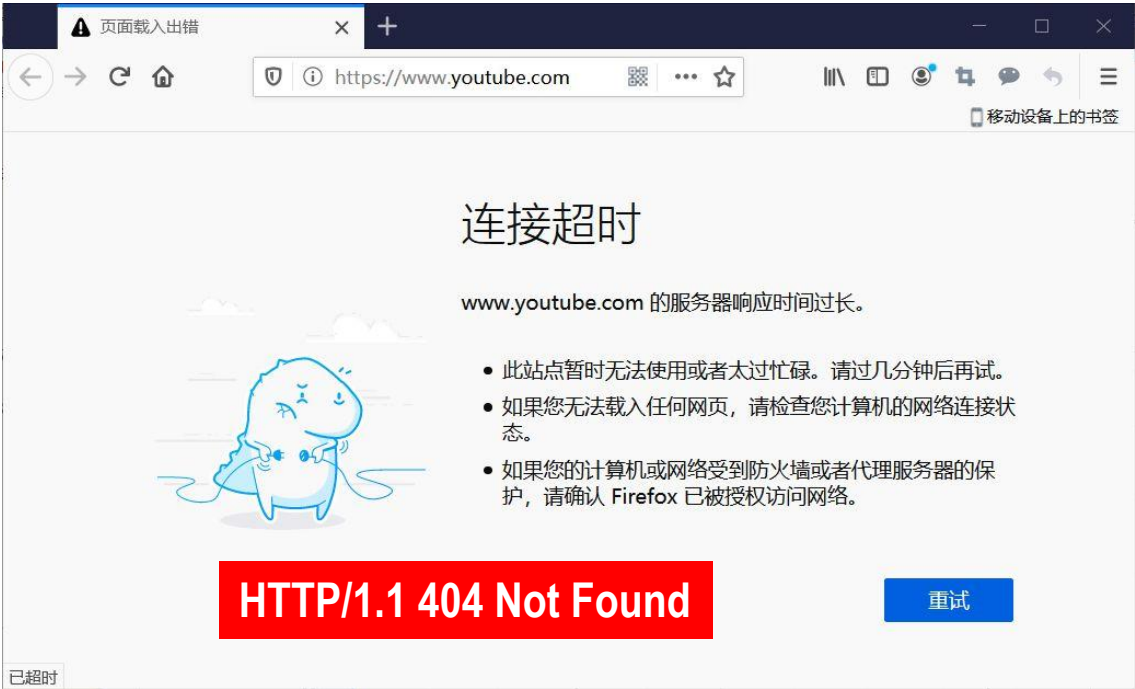 页面载入出错
https://www.youtube.com
移动设备上的书签
连接超时
www.youtube.com 的服务器响应时间过长。
此站点暂时无法使用或者太过忙碌。请过几分钟后再试。
如果您无法载入任何网页，请检查您计算机的网络连接状
态。
如果您的计算机或网络受到防火墙或者代理服务器的保
护，请确认 Firefox 已被授权访问网络。
HTTP/1.1 404 Not Found
重试
已超时